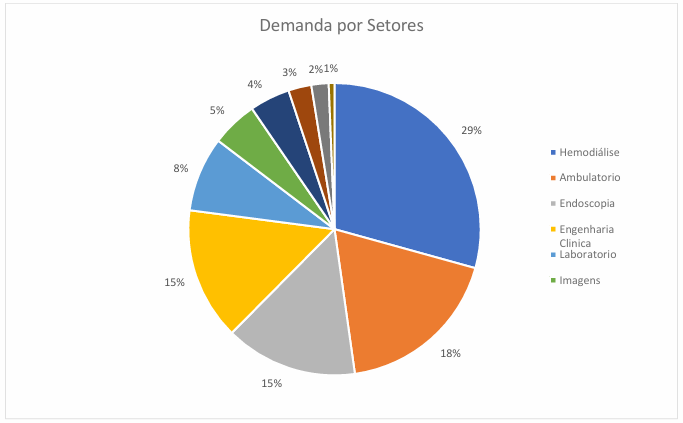 Demanda por Setores
2%
1%
3%
4%
5%
29%
8%
15%
18%
15%
Hemodiálise
Ambulatorio
Endoscopia
Engenharia
Clinica
Laboratorio
Imagens